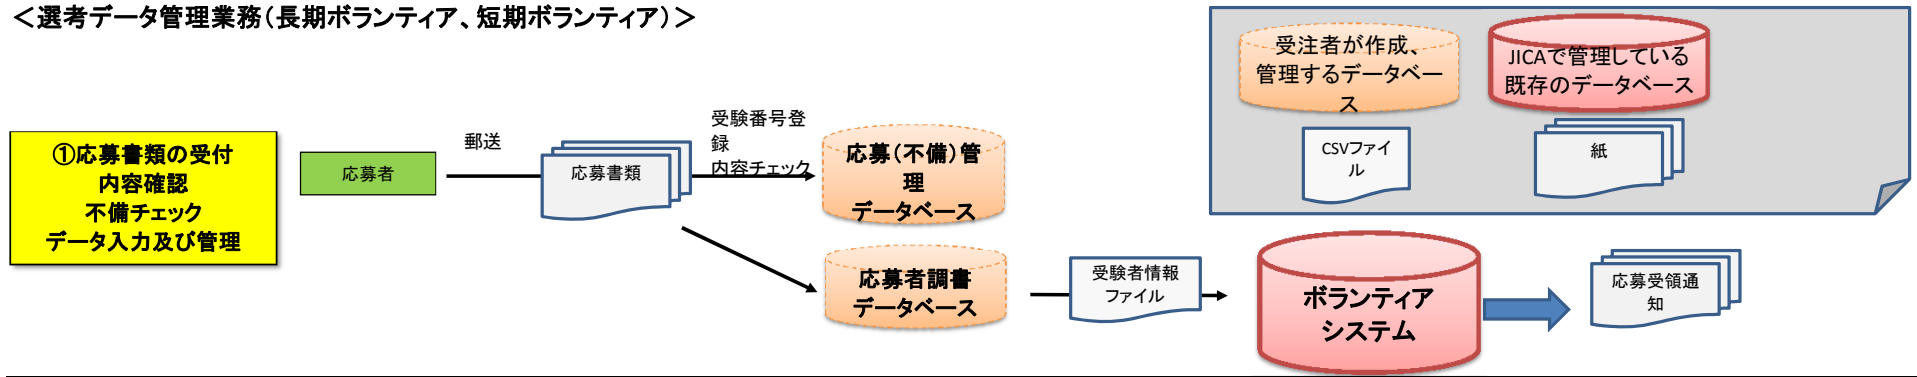 ＜選考データ管理業務（長期ボランティア、短期ボランティア）＞
受注者が作成、
管理するデータベー
ス
JICAで管理している
既存のデータベース
CSVファイ
ル
紙
①応募書類の受付
内容確認
不備チェック
データ入力及び管理
応募者
郵送
応募書類
受験番号登
録
内容チェック
応募（不備）管
理
データベース
応募者調書
データベース
受験者情報
ファイル
ボランティア
システム
応募受領通
知